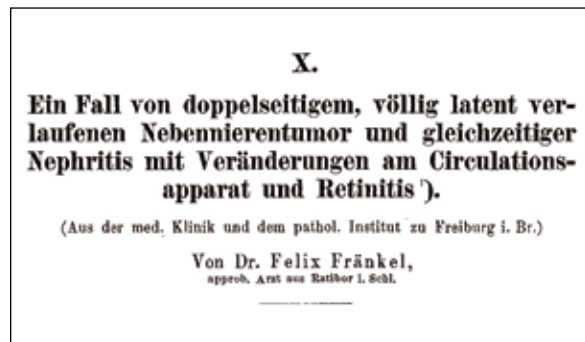 X.
Ein Fall von doppelseitigem, völlig latent ver-
laufenen Nebennierentumor und gleichzeitiger
Nephritis mit Veränderungen am Circulations-
apparat und Retinitis ¹).
(Aus der med. Klinik und dem pathol. Institut zu Freiburg i. Br.)
Von Dr. Felix Fränkel,
approb. Arzt aus Ratibor i. Schl.